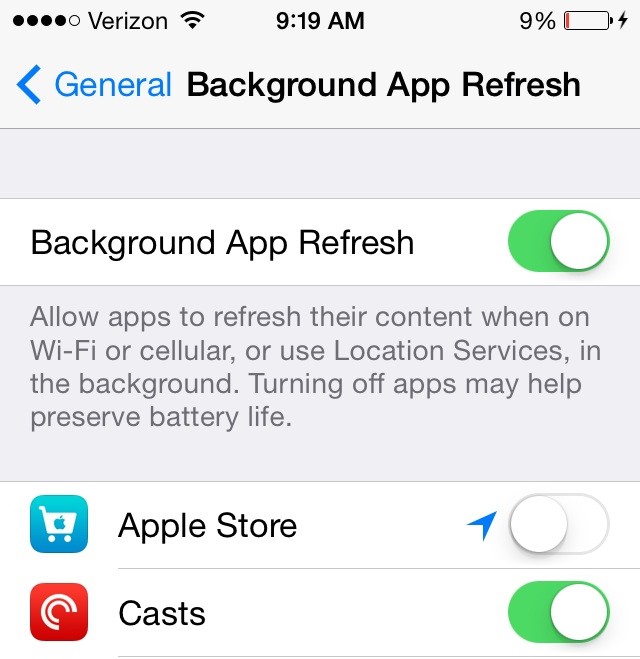 Verizon 9:19 AM 9%
General Background App Refresh
Background App Refresh
Allow apps to refresh their content when on
Wi-Fi or cellular, or use Location Services, in
the background. Turning off apps may help
preserve battery life.
Apple Store
Casts